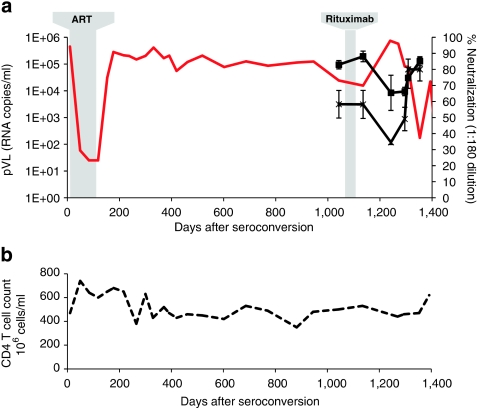 a
ART
Rituximab
pVL (RNA copies/ml)
1E+06
1E+05
1E+04
1E+03
1E+02
1E+01
1E+00
% Neutralization (1:180 dilution)
100
90
80
70
60
50
40
30
20
10
0
0
200
400
600
800
1,000
1,200
1,400
Days after seroconversion
b
CD4 T cell count
10⁶ cells/ml
800
600
400
200
0
0
200
400
600
800
1,000
1,200
1,400
Days after seroconversion